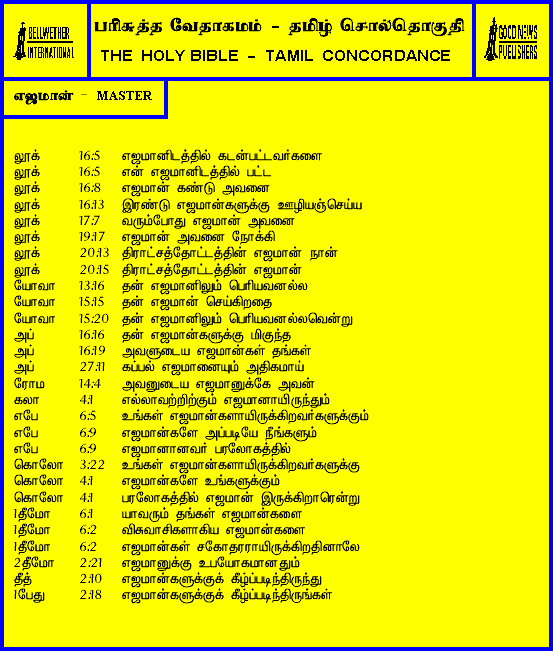 BELLWETHER
INTERNATIONAL
பரிசுத்த வேதாகமம் - தமிழ் சொல்தொகுதி
THE HOLY BIBLE - TAMIL CONCORDANCE
GOOD NEWS
PUBLISHERS
எஜமான் - MASTER
லூக் 16:5 எஜமானிடத்தில் கடன்பட்டவர்களை
லூக் 16:5 என் எஜமானிடத்தில் பட்ட
லூக் 16:8 எஜமான் கண்டு அவனை
லூக் 16:13 இரண்டு எஜமான்களுக்கு ஊழியஞ்செய்ய
லூக் 17:7 வரும்போது எஜமான் அவனை
லூக் 19:17 எஜமான் அவனை நோக்கி
லூக் 20:13 திராட்சத்தோட்டத்தின் எஜமான் நான்
லூக் 20:15 திராட்சத்தோட்டத்தின் எஜமான்
யோவா 13:16 தன் எஜமானிலும் பெரியவனல்ல
யோவா 15:15 தன் எஜமான் செய்கிறதை
யோவா 15:20 தன் எஜமானிலும் பெரியவனல்லவென்று
அப் 16:16 தன் எஜமான்களுக்கு மிகுந்த
அப் 16:19 அவளுடைய எஜமான்கள் தங்கள்
அப் 27:11 கப்பல் எஜமானையும் அதிகமாய்
ரோம 14:4 அவனுடைய எஜமானுக்கே அவன்
கலா 4:1 எல்லாவற்றிற்கும் எஜமானாயிருந்தும்
எபே 6:5 உங்கள் எஜமான்களாயிருக்கிறவர்களுக்கும்
எபே 6:9 எஜமான்களே அப்படியே நீங்களும்
எபே 6:9 எஜமானானவர் பரலோகத்தில்
கொலோ 3:22 உங்கள் எஜமான்களாயிருக்கிறவர்களுக்கு
கொலோ 4:1 எஜமான்களே உங்களுக்கும்
கொலோ 4:1 பரலோகத்தில் எஜமான் இருக்கிறாரென்று
1தீமோ 6:1 யாவரும் தங்கள் எஜமான்களை
1தீமோ 6:2 விசுவாசிகளாகிய எஜமான்களை
1தீமோ 6:2 எஜமான்கள் சகோதரராயிருக்கிறதினாலே
2தீமோ 2:21 எஜமானுக்கு உபயோகமானதும்
தீத் 2:10 எஜமான்களுக்குக் கீழ்ப்படிந்திருந்து
1பேது 2:18 எஜமான்களுக்குக் கீழ்ப்படிந்திருங்கள்